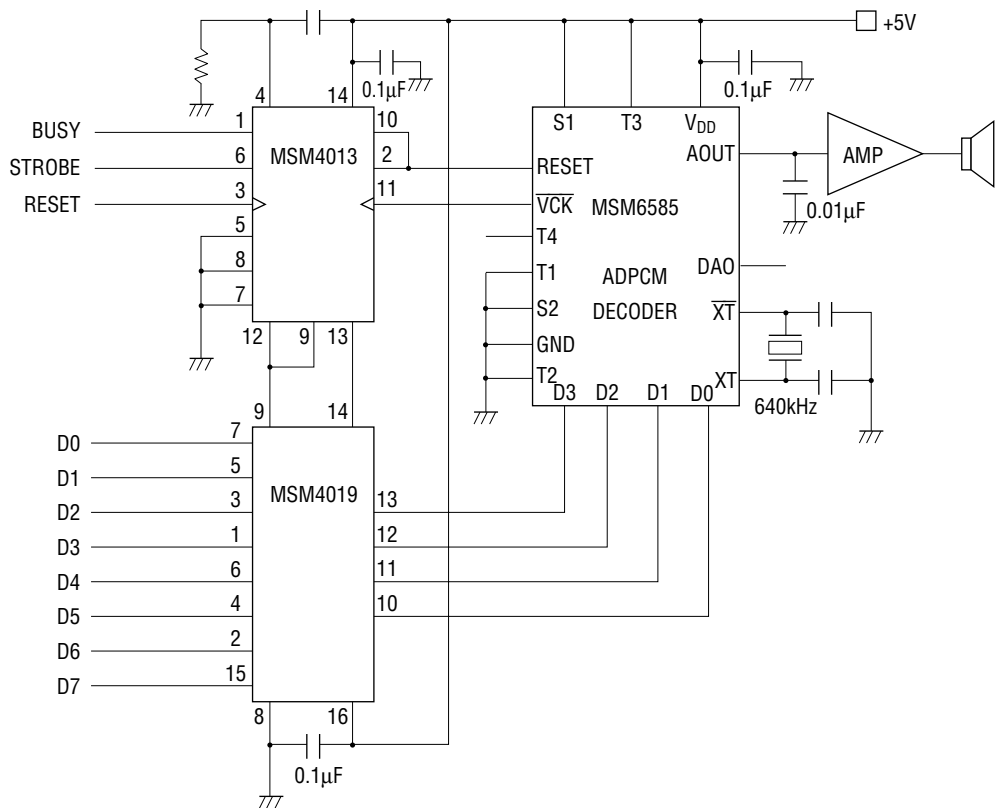 +5V
0.1μF
0.1μF
4 14
S1 T3 VDD
BUSY 1 10
MSM4013
AOUT AMP
STROBE 6 2 RESET
RESET 3 11 V̅C̅K̅ MSM6585 0.01μF
5 T4
8 T1 ADPCM DAO
7 S2 DECODER X̅T̅
12 9 13 GND
T2 XT
D3 D2 D1 D0 640kHz
9 14
D0 7
D1 5
MSM4019
D2 3 13
D3 1 12
D4 6 11
D5 4 10
D6 2
D7 15
8 16
0.1μF